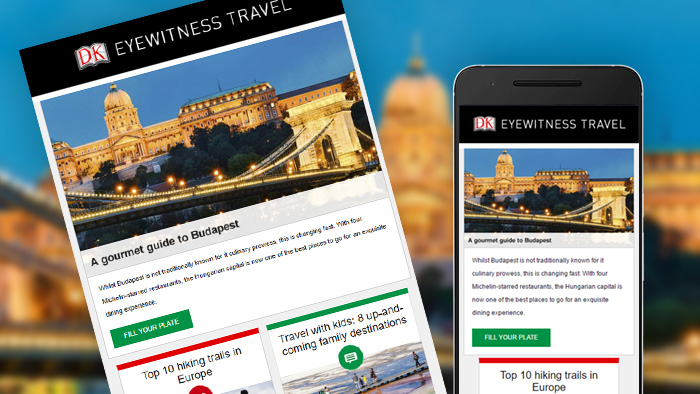 DK EYEWITNESS TRAVEL
A gourmet guide to Budapest
Whilst Budapest is not traditionally known for it culinary prowess, this is changing fast. With four
Michelin-starred restaurants, the Hungarian capital is now one of the best places to go for an exquisite
dining experience.
FILL YOUR PLATE
Top 10 hiking trails in
Europe
Travel with kids: 8 up-and-
coming family destinations
DK EYEWITNESS TRAVEL
A gourmet guide to Budapest
Whilst Budapest is not traditionally known for it
culinary prowess, this is changing fast. With four
Michelin-starred restaurants, the Hungarian capital is
now one of the best places to go for an exquisite
dining experience.
FILL YOUR PLATE
Top 10 hiking trails in
Europe